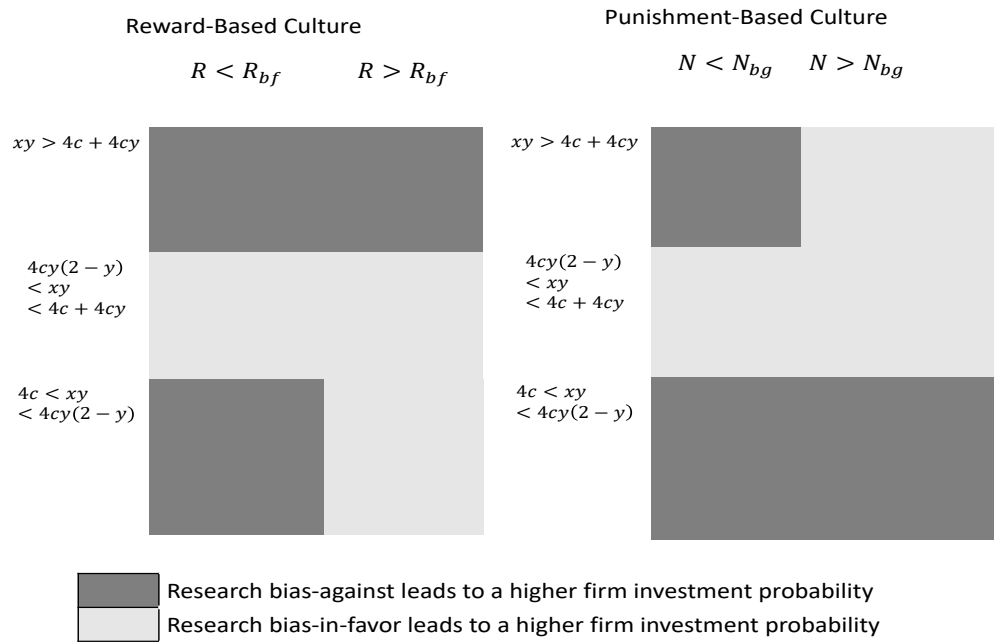 Reward-Based Culture
R < R_bf
R > R_bf
xy > 4c + 4cy
4cy(2 − y)
< xy
< 4c + 4cy
4c < xy
< 4cy(2 − y)
Punishment-Based Culture
N < N_bg
N > N_bg
xy > 4c + 4cy
4cy(2 − y)
< xy
< 4c + 4cy
4c < xy
< 4cy(2 − y)
Research bias-against leads to a higher firm investment probability
Research bias-in-favor leads to a higher firm investment probability